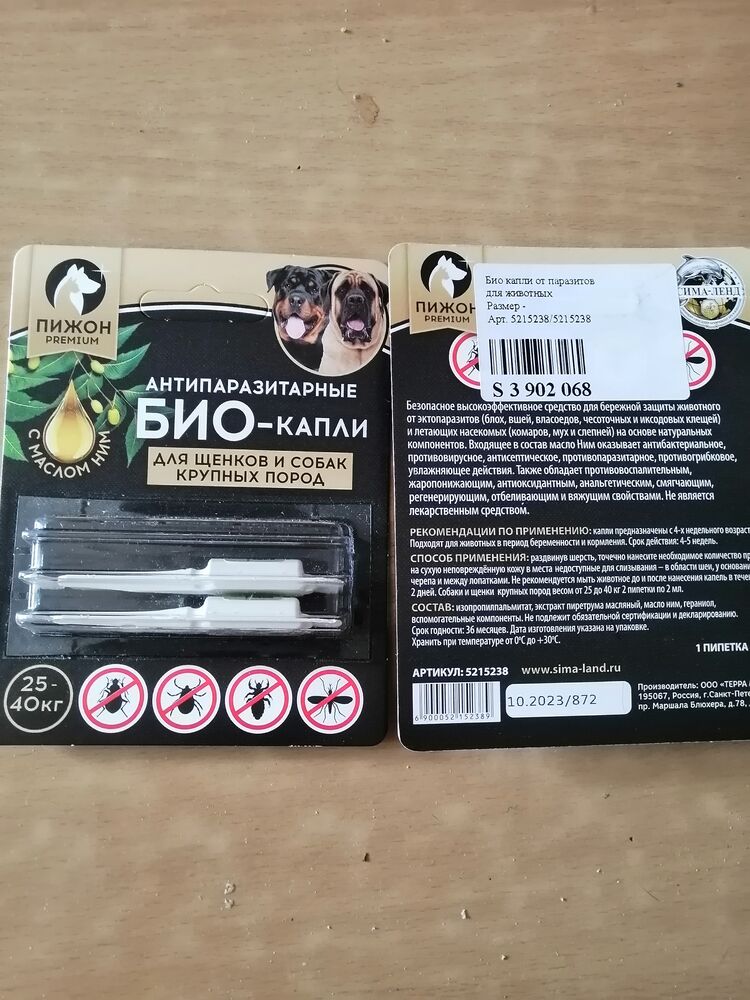 ПИЖОН
PREMIUM
АНТИПАРАЗИТАРНЫЕ
БИО-КАПЛИ
С МАСЛОМ НИМ
ДЛЯ ЩЕНКОВ И СОБАК
КРУПНЫХ ПОРОД
25-
40КГ
ПИЖОН
PREMIUM
Био капли от паразитов
для животных
Размер -
Арт. 5215238/5215238
S 3 902 068
СИМА-ЛЕНД
Безопасное высокоэффективное средство для бережной защиты животного
от эктопаразитов (блох, вшей, власоедов, чесоточных и иксодовых клещей)
и летающих насекомых (комаров, мух и слепней) на основе натуральных
компонентов. Входящее в состав масло Ним оказывает антибактериальное,
противовирусное, антисептическое, противопаразитарное, противогрибковое,
увлажняющее действия. Также обладает противовоспалительным,
жаропонижающим, антиоксидантным, анальгетическим, смягчающим,
регенерирующим, отбеливающим и вяжущим свойствами. Не является
лекарственным средством.
РЕКОМЕНДАЦИИ ПО ПРИМЕНЕНИЮ: капли предназначены с 4-х недельного возраст
Подходят для животных в период беременности и кормления. Срок действия: 4-5 недель.
СПОСОБ ПРИМЕНЕНИЯ: раздвинув шерсть, точечно нанесите необходимое количество пр
на сухую неповреждённую кожу в места недоступные для слизывания – в области шеи, у основани
черепа и между лопатками. Не рекомендуется мыть животное до и после нанесения капель в тече
2 дней. Собаки и щенки крупных пород весом от 25 до 40 кг 2 пипетки по 2 мл.
СОСТАВ: изопропилпальмитат, экстракт пиретрума масляный, масло ним, гераниол,
вспомогательные компоненты. Не подлежит обязательной сертификации и декларированию.
Срок годности: 36 месяцев. Дата изготовления указана на упаковке.
Хранить при температуре от 0°С до +30°С.
1 ПИПЕТКА
АРТИКУЛ: 5215238
www.sima-land.ru
6 900052 152389
10.2023/872
Производитель: ООО «ТЕРРА
195067, Россия, г.Санкт-Пете
пр. Маршала Блюхера, д.78,